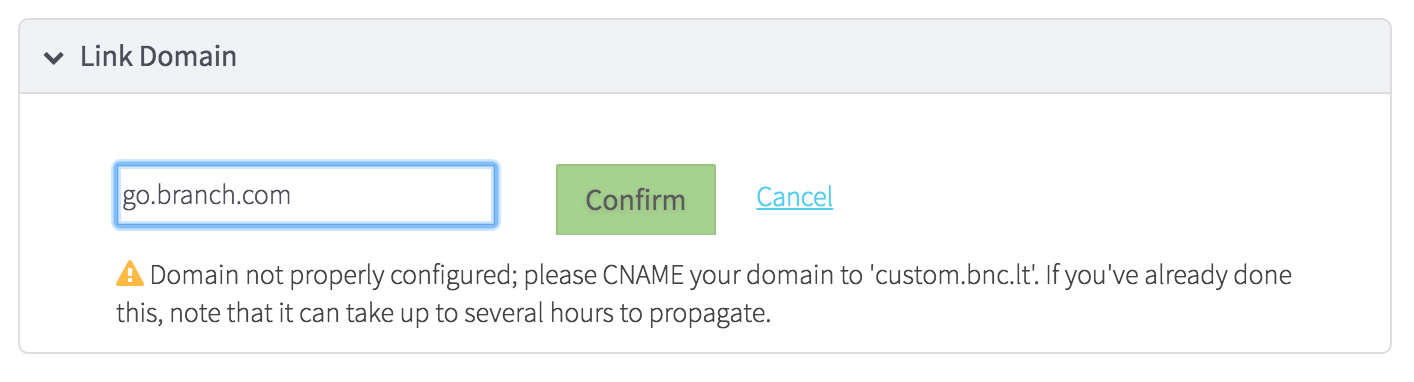 Link Domain
go.branch.com
Confirm
Cancel
Domain not properly configured; please CNAME your domain to 'custom.bnc.lt'. If you've already done
this, note that it can take up to several hours to propagate.